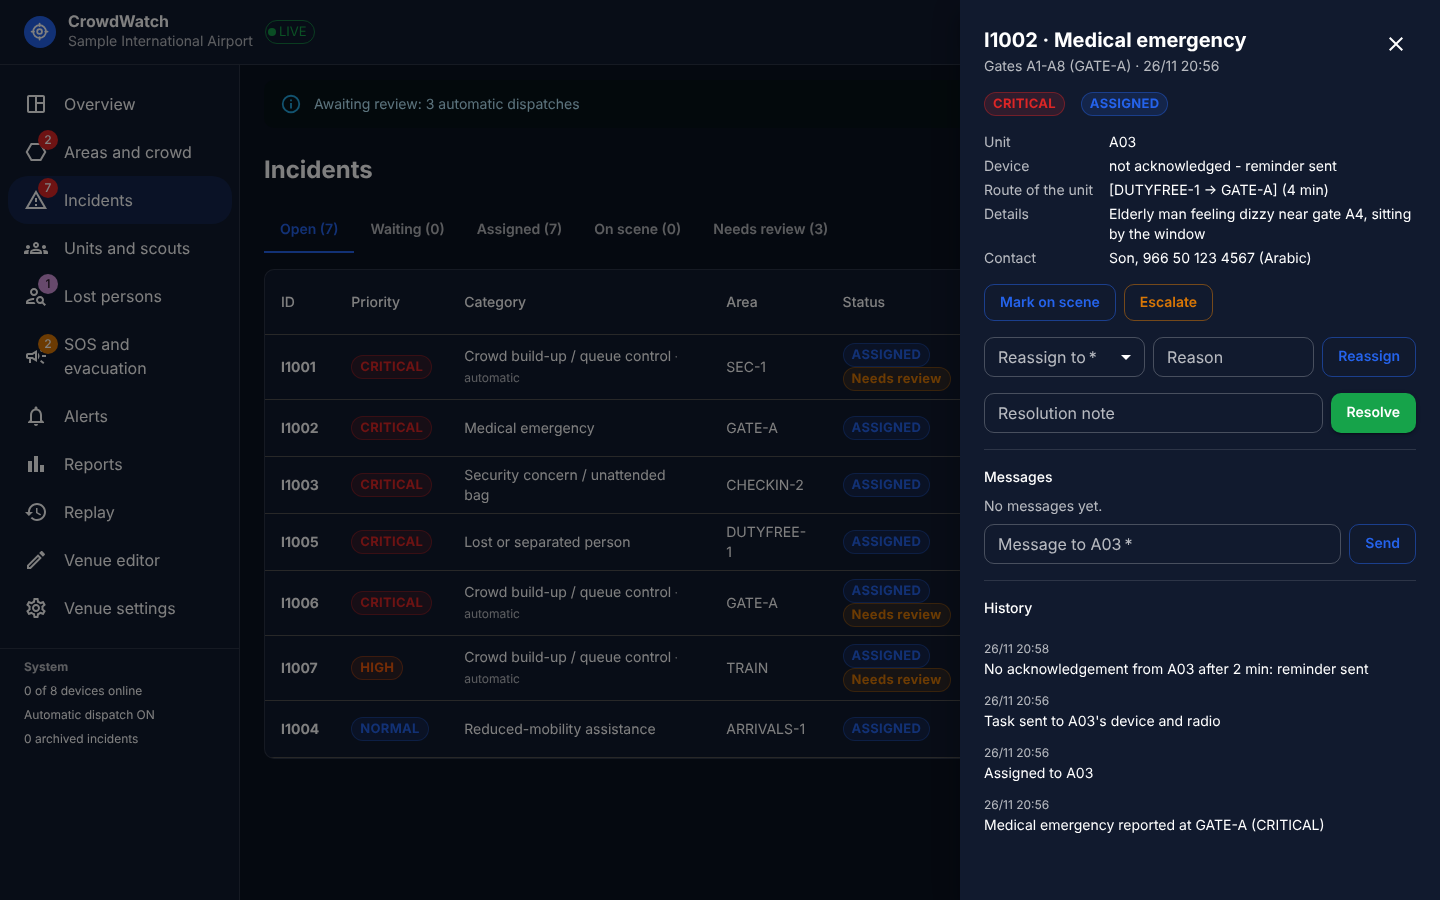 CrowdWatch
Sample International Airport
LIVE
Overview
2
Areas and crowd
7
Incidents
Units and scouts
1
Lost persons
2
SOS and
evacuation
Alerts
Reports
Replay
Venue editor
Venue settings
System
0 of 8 devices online
Automatic dispatch ON
0 archived incidents
Awaiting review: 3 automatic dispatches
Incidents
Open (7) Waiting (0) Assigned (7) On scene (0) Needs review (3)
ID Priority Category Area Status
I1001 CRITICAL Crowd build-up / queue control ·
automatic
SEC-1 ASSIGNED
Needs review
I1002 CRITICAL Medical emergency GATE-A ASSIGNED
I1003 CRITICAL Security concern / unattended
bag
CHECKIN-2 ASSIGNED
I1005 CRITICAL Lost or separated person DUTYFREE-
1
ASSIGNED
I1006 CRITICAL Crowd build-up / queue control ·
automatic
GATE-A ASSIGNED
Needs review
I1007 HIGH Crowd build-up / queue control ·
automatic
TRAIN ASSIGNED
Needs review
I1004 NORMAL Reduced-mobility assistance ARRIVALS-1 ASSIGNED
I1002 · Medical emergency
Gates A1-A8 (GATE-A) · 26/11 20:56
CRITICAL ASSIGNED
Unit A03
Device not acknowledged - reminder sent
Route of the unit [DUTYFREE-1 → GATE-A] (4 min)
Details Elderly man feeling dizzy near gate A4, sitting
by the window
Contact Son, 966 50 123 4567 (Arabic)
Mark on scene Escalate
Reassign to * Reason Reassign
Resolution note Resolve
Messages
No messages yet.
Message to A03 * Send
History
26/11 20:58
No acknowledgement from A03 after 2 min: reminder sent
26/11 20:56
Task sent to A03's device and radio
26/11 20:56
Assigned to A03
26/11 20:56
Medical emergency reported at GATE-A (CRITICAL)